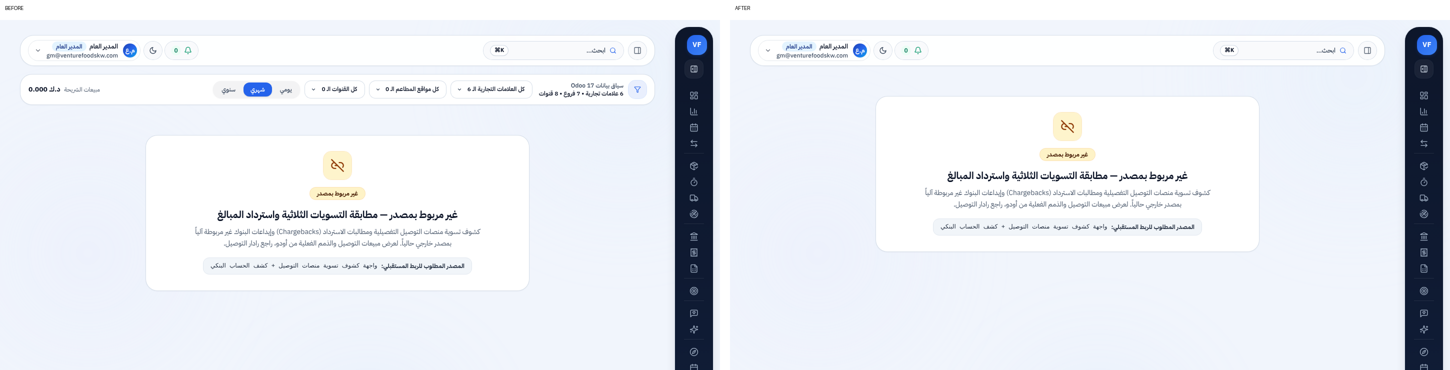 BEFORE
VF
ابحث...
⌘K
0
م.ع
المدير العام المدير العام
gm@venturefoodskw.com
سياق بيانات Odoo 17
6 علامات تجارية • 7 فروع • 8 قنوات
كل العلامات التجارية الـ 6
كل مواقع المطاعم الـ 0
كل القنوات الـ 0
يومي
شهري
سنوي
مبيعات الشريحة
د.ك 0.000
غير مربوط بمصدر
غير مربوط بمصدر — مطابقة التسويات الثلاثية واسترداد المبالغ
كشوف تسوية منصات التوصيل التفصيلية ومطالبات الاسترداد (Chargebacks) وإيداعات البنوك غير مربوطة آلياً
بمصدر خارجي حالياً. لعرض مبيعات التوصيل والذمم الفعلية من أودو، راجع رادار التوصيل.
المصدر المطلوب للربط المستقبلي: واجهة كشوف تسوية منصات التوصيل + كشف الحساب البنكي
AFTER
VF
ابحث...
⌘K
0
م.ع
المدير العام المدير العام
gm@venturefoodskw.com
غير مربوط بمصدر
غير مربوط بمصدر — مطابقة التسويات الثلاثية واسترداد المبالغ
كشوف تسوية منصات التوصيل التفصيلية ومطالبات الاسترداد (Chargebacks) وإيداعات البنوك غير مربوطة آلياً
بمصدر خارجي حالياً. لعرض مبيعات التوصيل والذمم الفعلية من أودو، راجع رادار التوصيل.
المصدر المطلوب للربط المستقبلي: واجهة كشوف تسوية منصات التوصيل + كشف الحساب البنكي